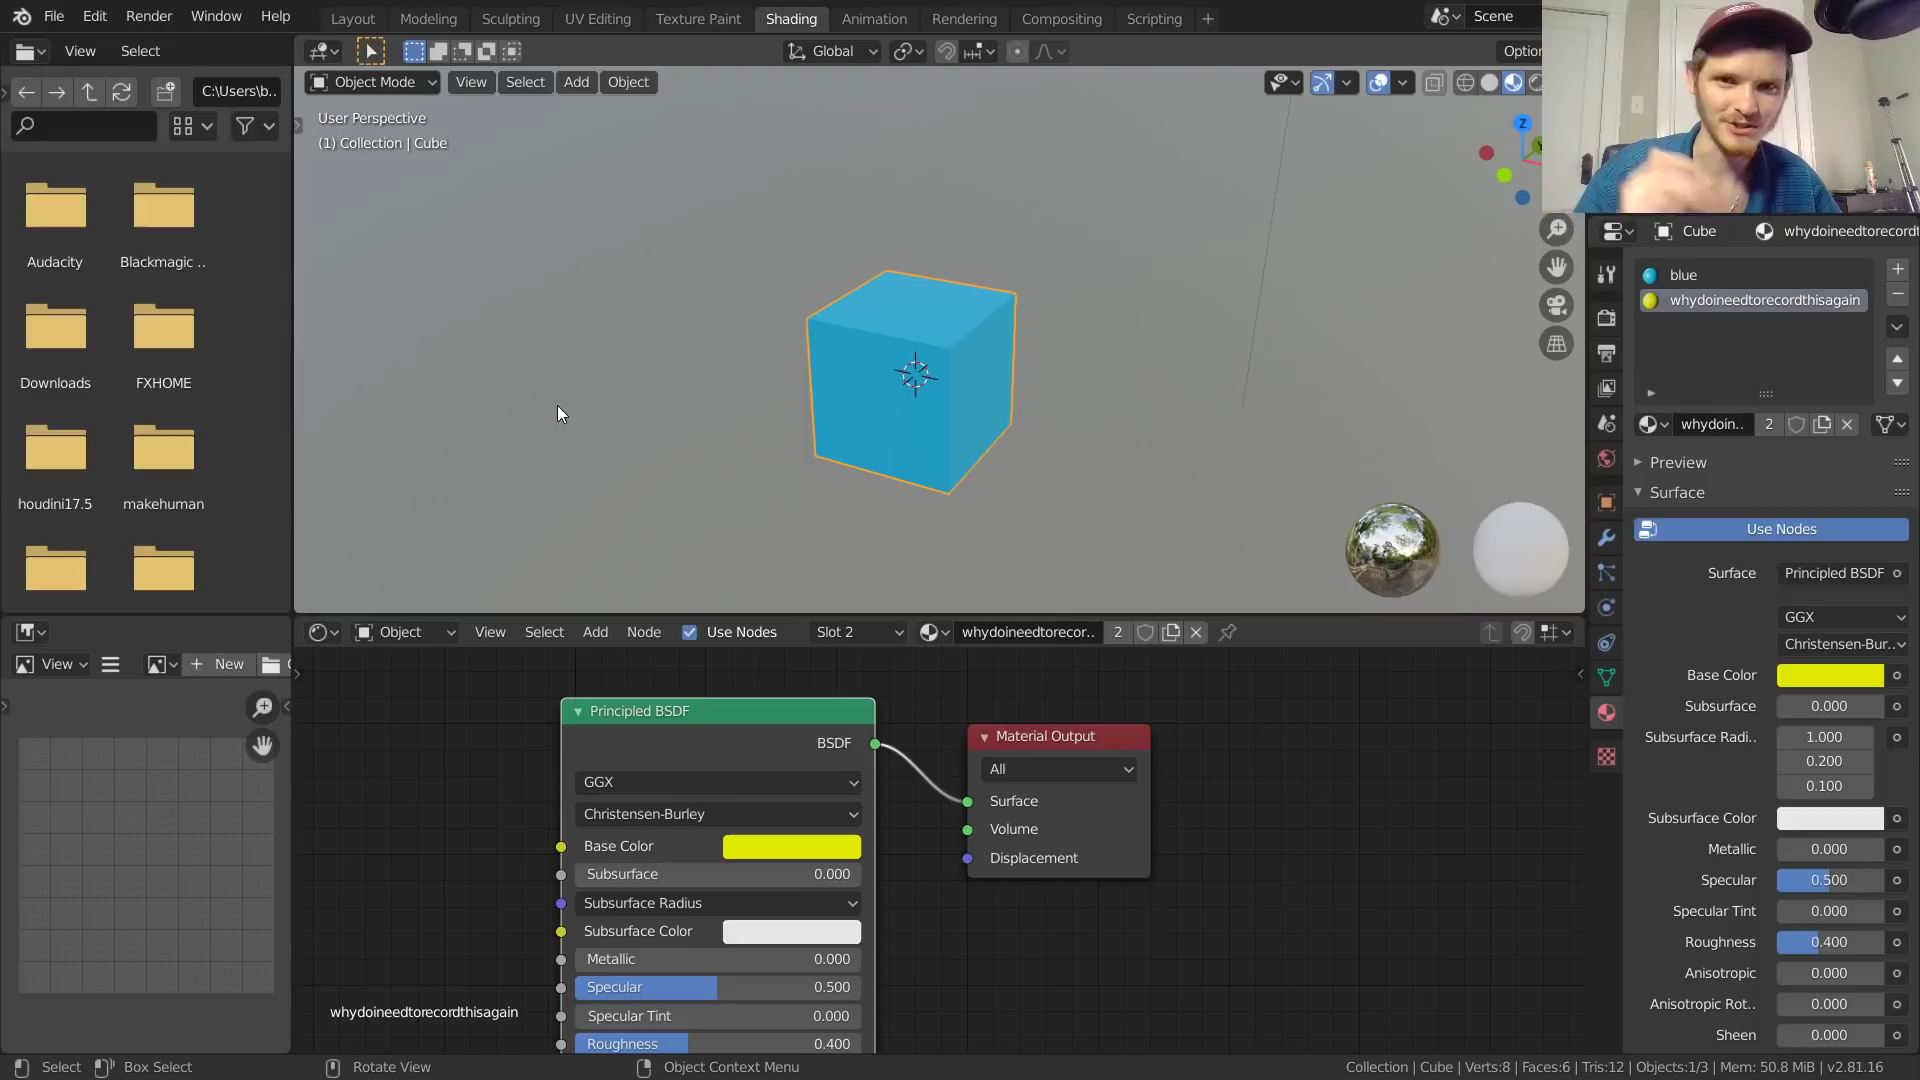 File Edit Render Window Help
Layout Modeling Sculpting UV Editing Texture Paint Shading Animation Rendering Compositing Scripting +
Scene
View Select
Global
Optio
C:\Users\b..
Object Mode View Select Add Object
User Perspective
(1) Collection | Cube
Z
Y
Audacity Blackmagic ..
Downloads FXHOME
houdini17.5 makehuman
Cube whydoineedtorecordt
blue
whydoineedtorecordthisagain
whydoin.. 2
Preview
Surface
Use Nodes
Surface Principled BSDF
GGX
Christensen-Bur..
Base Color
Subsurface 0.000
Subsurface Radi.. 1.000
0.200
0.100
Subsurface Color
Metallic 0.000
Specular 0.500
Specular Tint 0.000
Roughness 0.400
Anisotropic 0.000
Anisotropic Rot.. 0.000
Sheen 0.000
View + New
Object View Select Add Node Use Nodes Slot 2 whydoineedtorecor.. 2
Principled BSDF
BSDF
GGX
Christensen-Burley
Base Color
Subsurface 0.000
Subsurface Radius
Subsurface Color
Metallic 0.000
Specular 0.500
Specular Tint 0.000
Roughness 0.400
Material Output
All
Surface
Volume
Displacement
whydoineedtorecordthisagain
Select Box Select Rotate View Object Context Menu
Collection | Cube | Verts:8 | Faces:6 | Tris:12 | Objects:1/3 | Mem: 50.8 MiB | v2.81.16